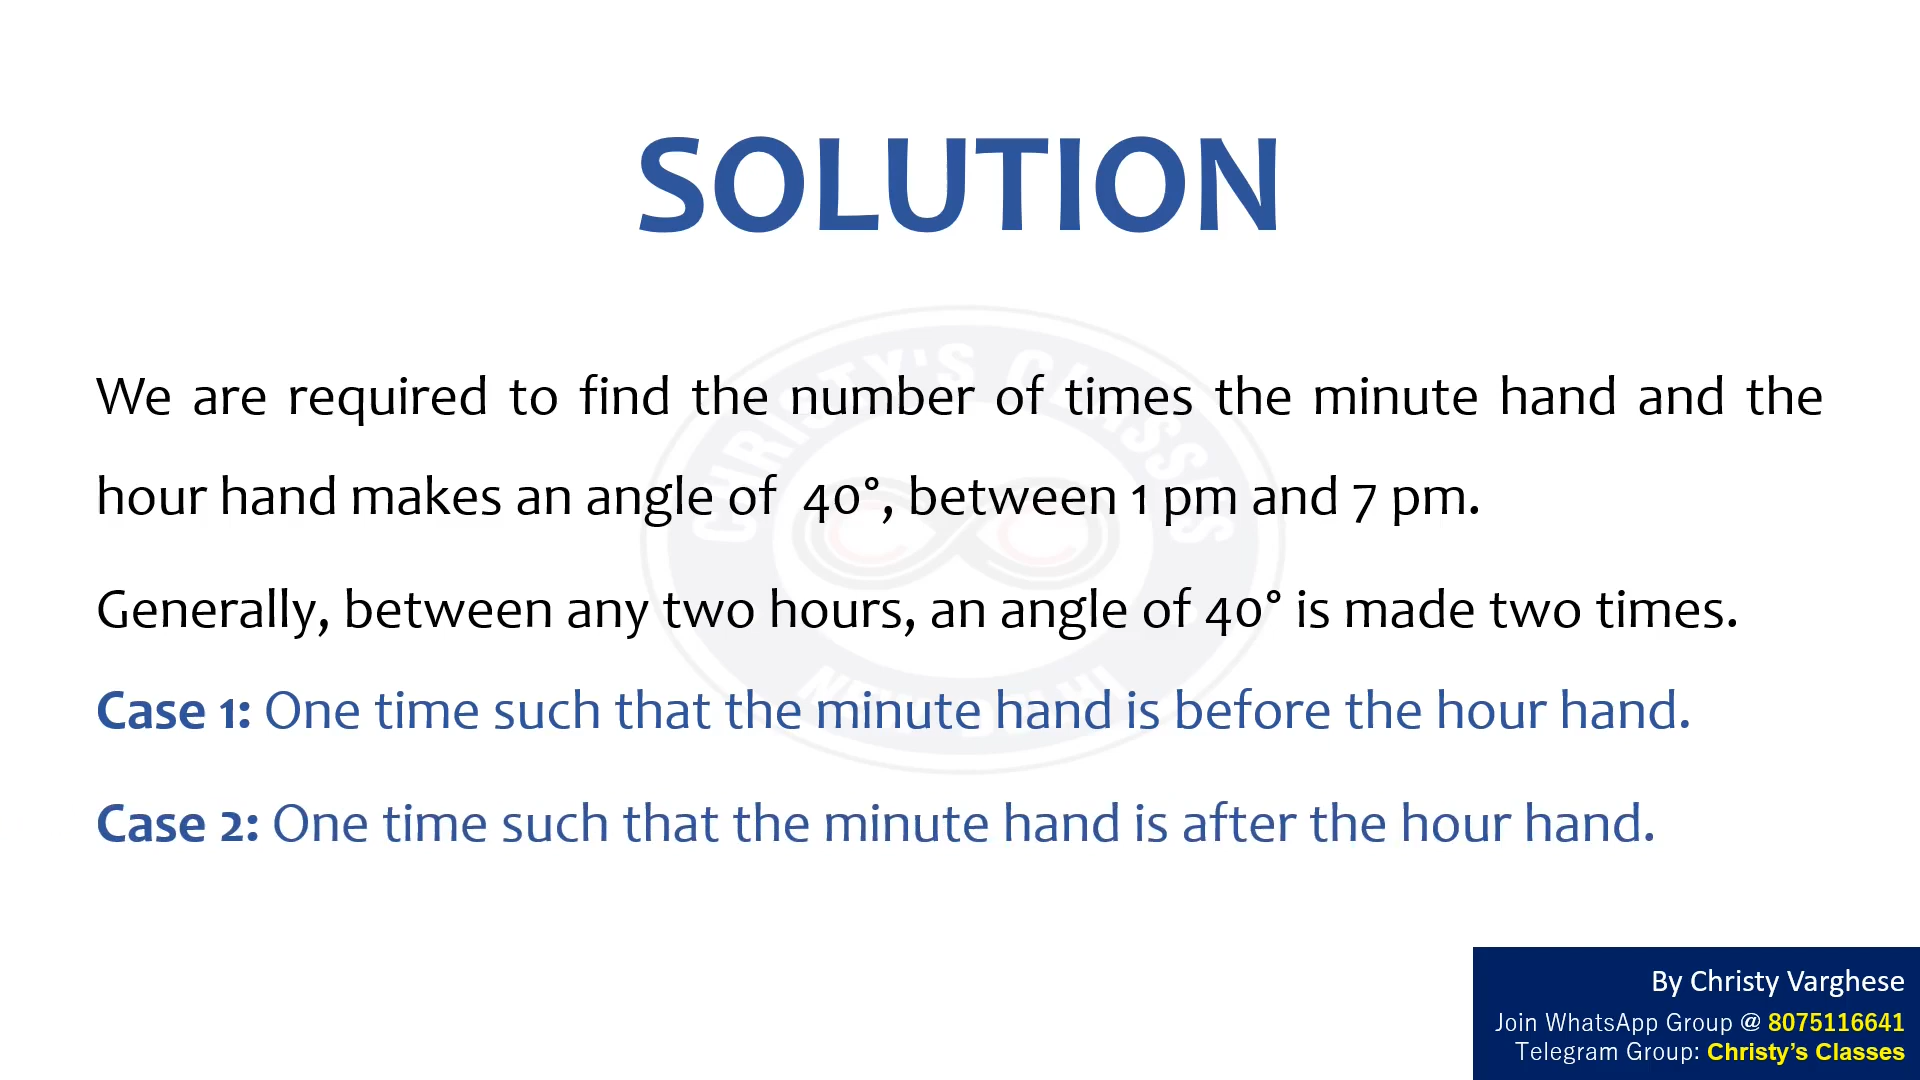 SOLUTION
We are required to find the number of times the minute hand and the
hour hand makes an angle of 40°, between 1 pm and 7 pm.
Generally, between any two hours, an angle of 40° is made two times.
Case 1: One time such that the minute hand is before the hour hand.
Case 2: One time such that the minute hand is after the hour hand.
CHRISTY'S CLASSES
NEW DELHI
By Christy Varghese
Join WhatsApp Group @ 8075116641
Telegram Group: Christy’s Classes